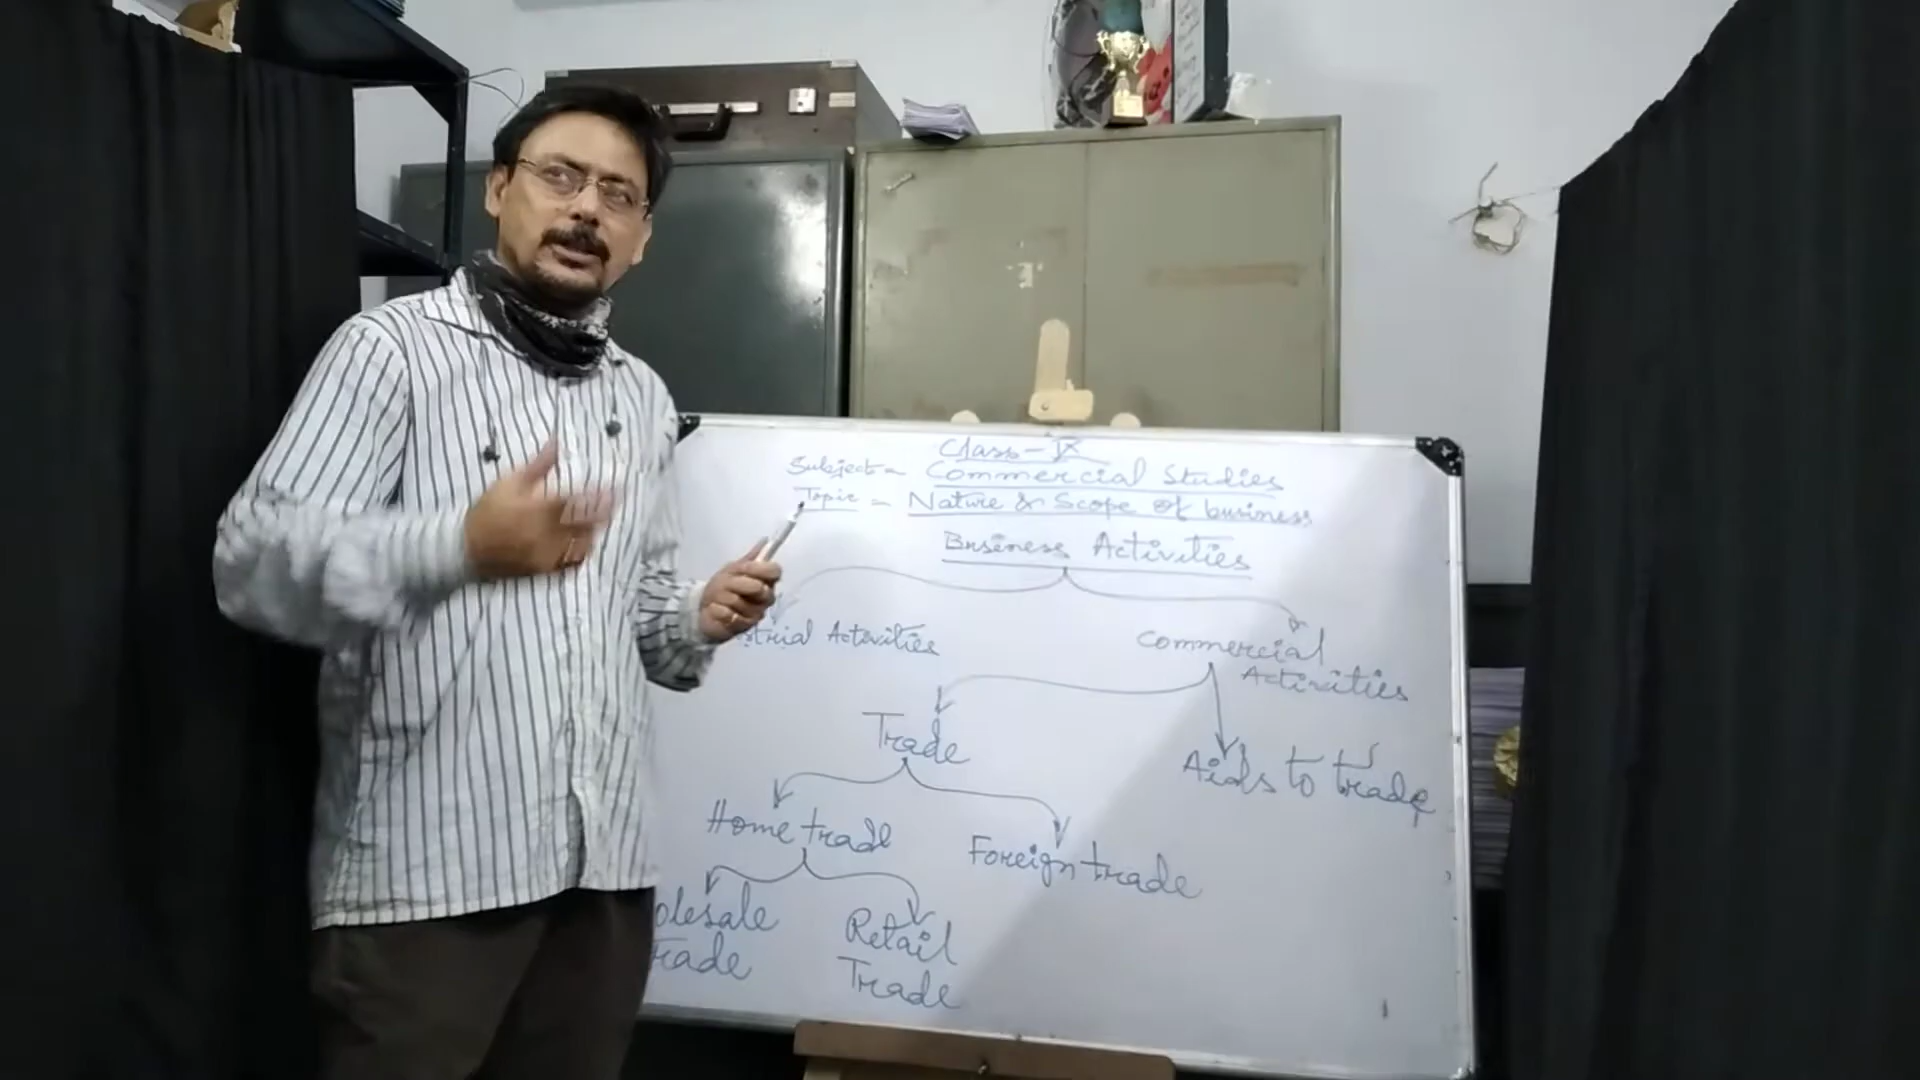 Class - IX
Subject - Commercial Studies
Topic - Nature & Scope of business
Business Activities
strial Activities
Commercial Activities
Trade
Aids to trade
Home trade
Foreign trade
olesale Trade
Retail Trade